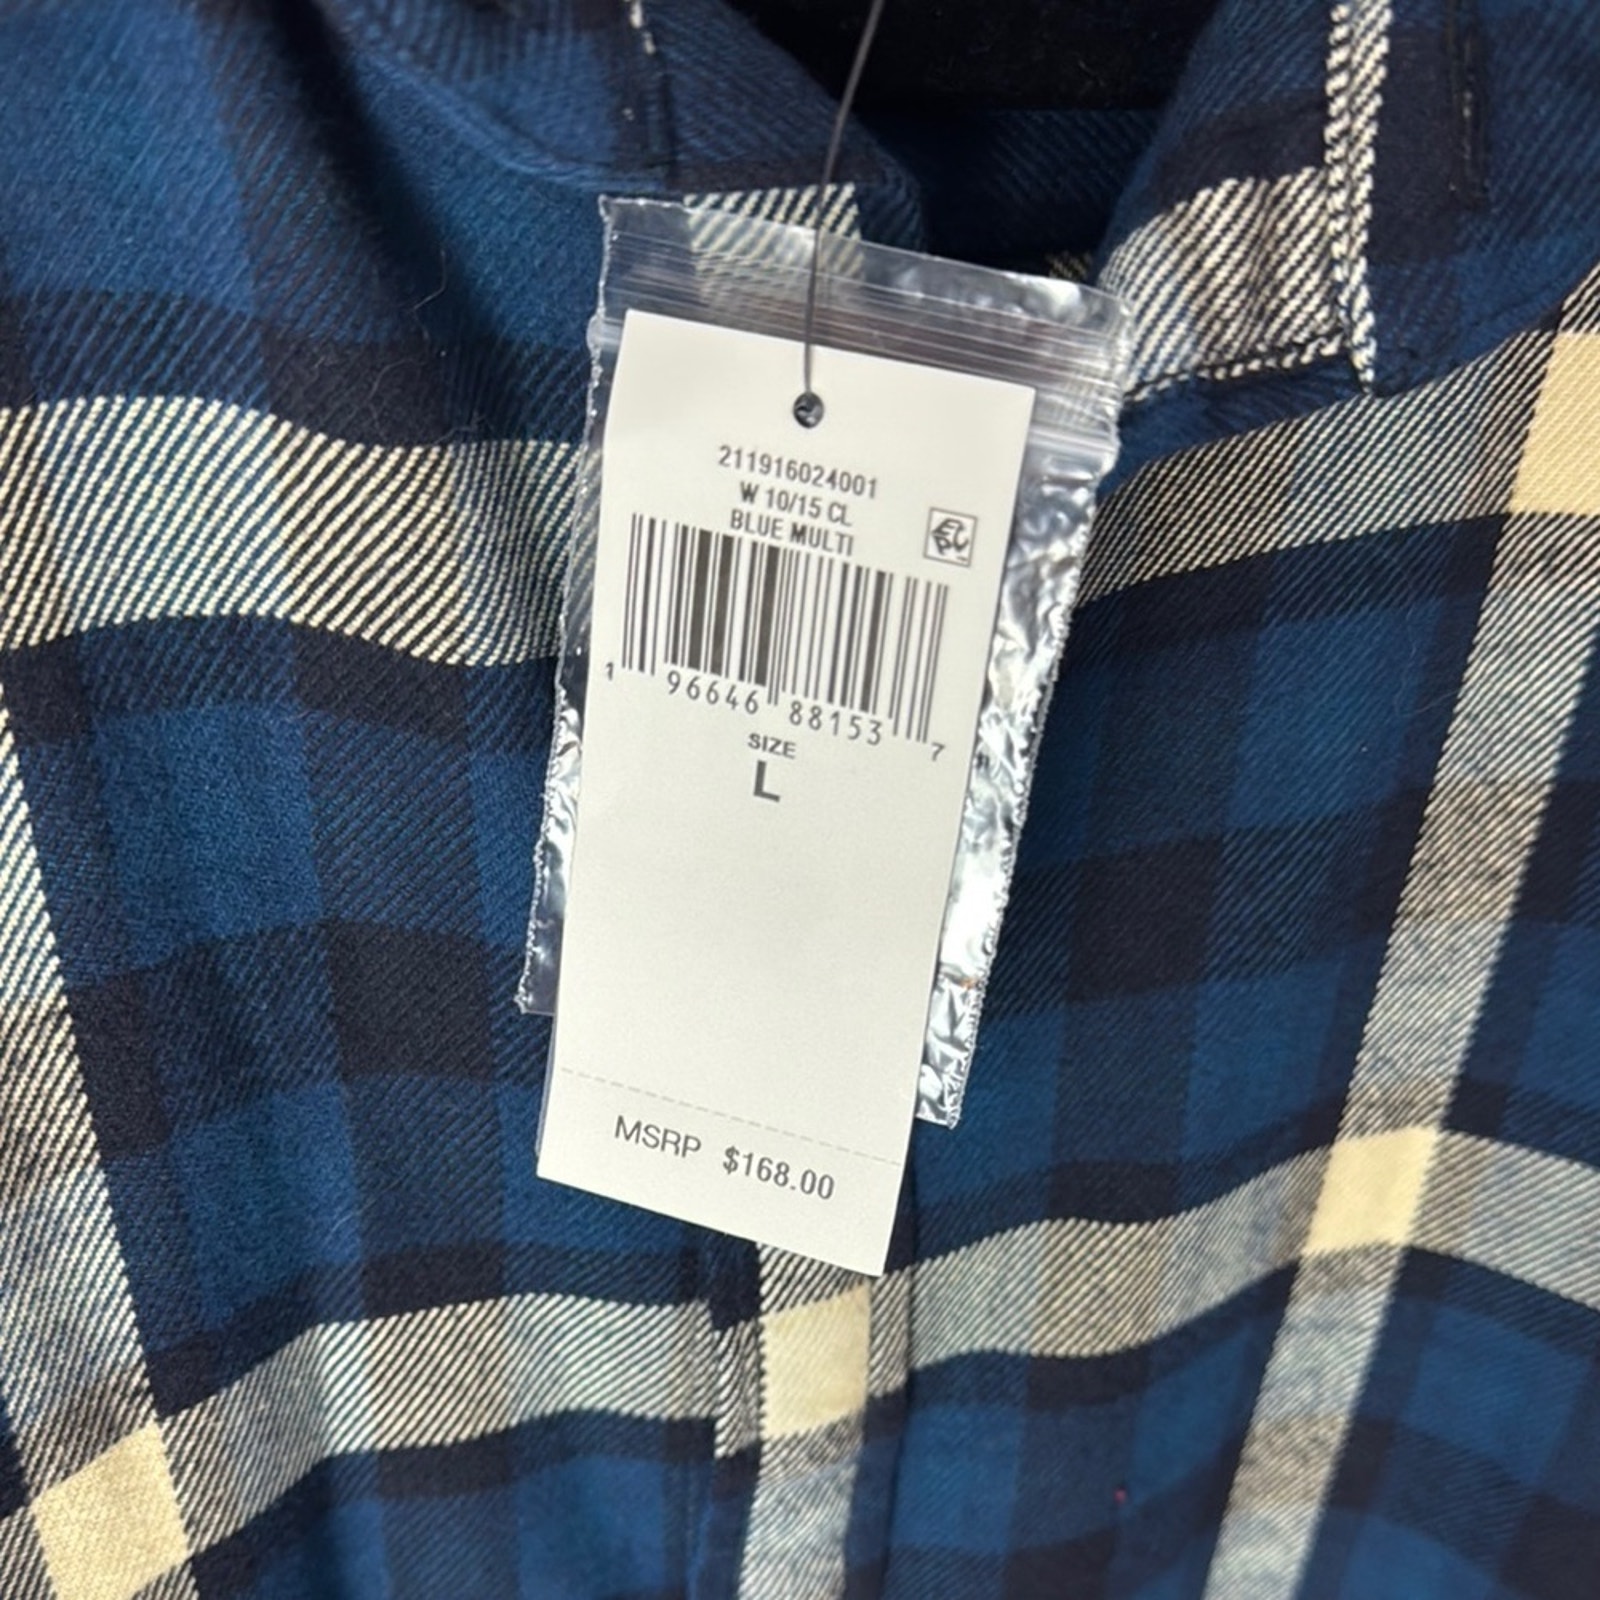 211916024001
W 10/15 CL
BLUE MULTI
1 96646 88153 7
SIZE
L
MSRP $168.00